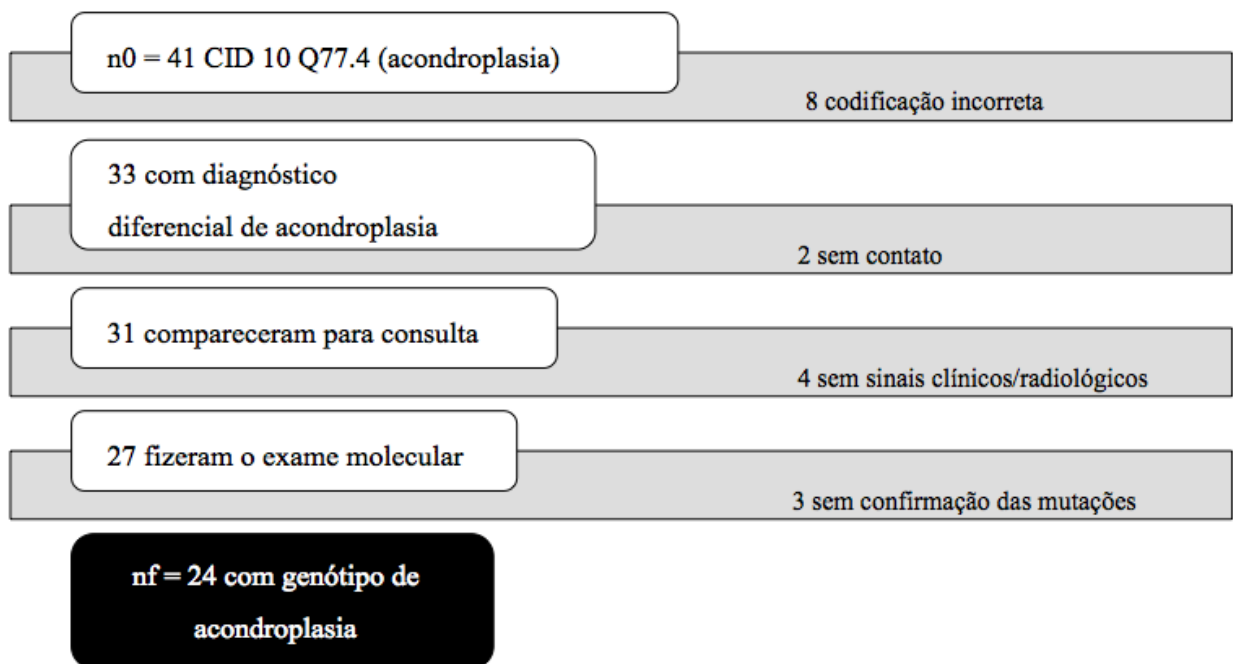 n0 = 41 CID 10 Q77.4 (acondroplasia)
8 codificação incorreta
33 com diagnóstico
diferencial de acondroplasia
2 sem contato
31 compareceram para consulta
4 sem sinais clínicos/radiológicos
27 fizeram o exame molecular
3 sem confirmação das mutações
nf = 24 com genótipo de
acondroplasia